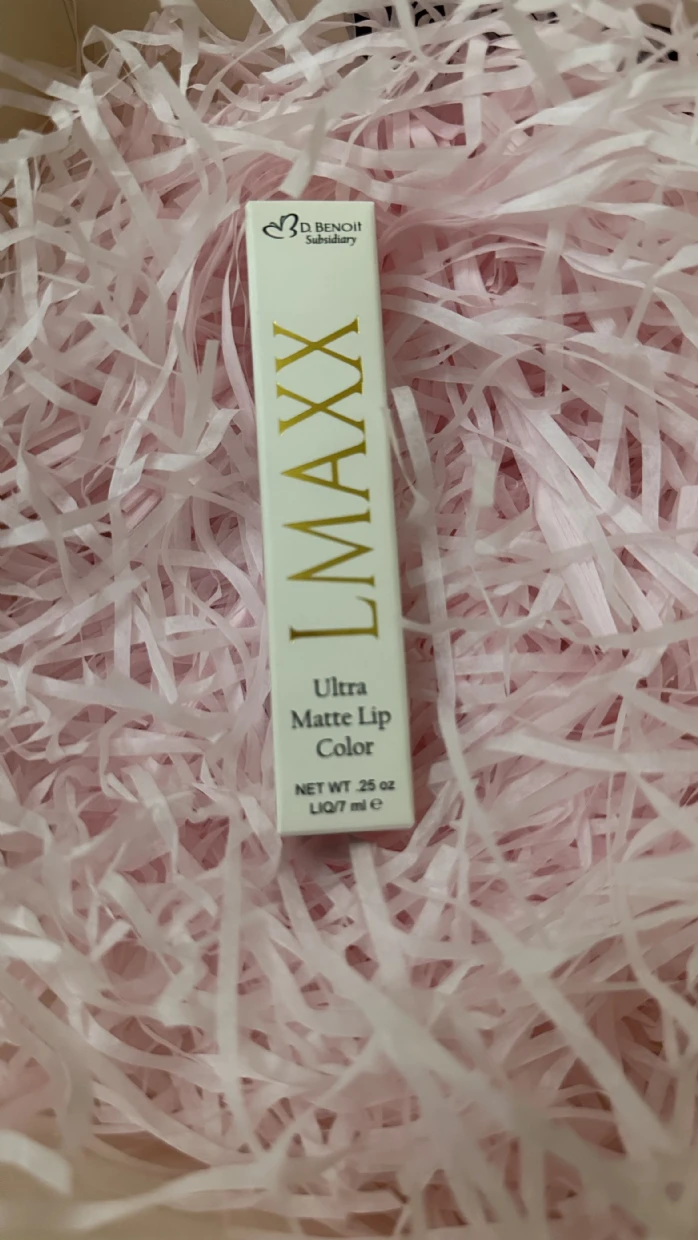 D. BENOit
Subsidiary
LMAXX
Ultra
Matte Lip
Color
NET WT .25 oz
LIQ/7 ml ℮